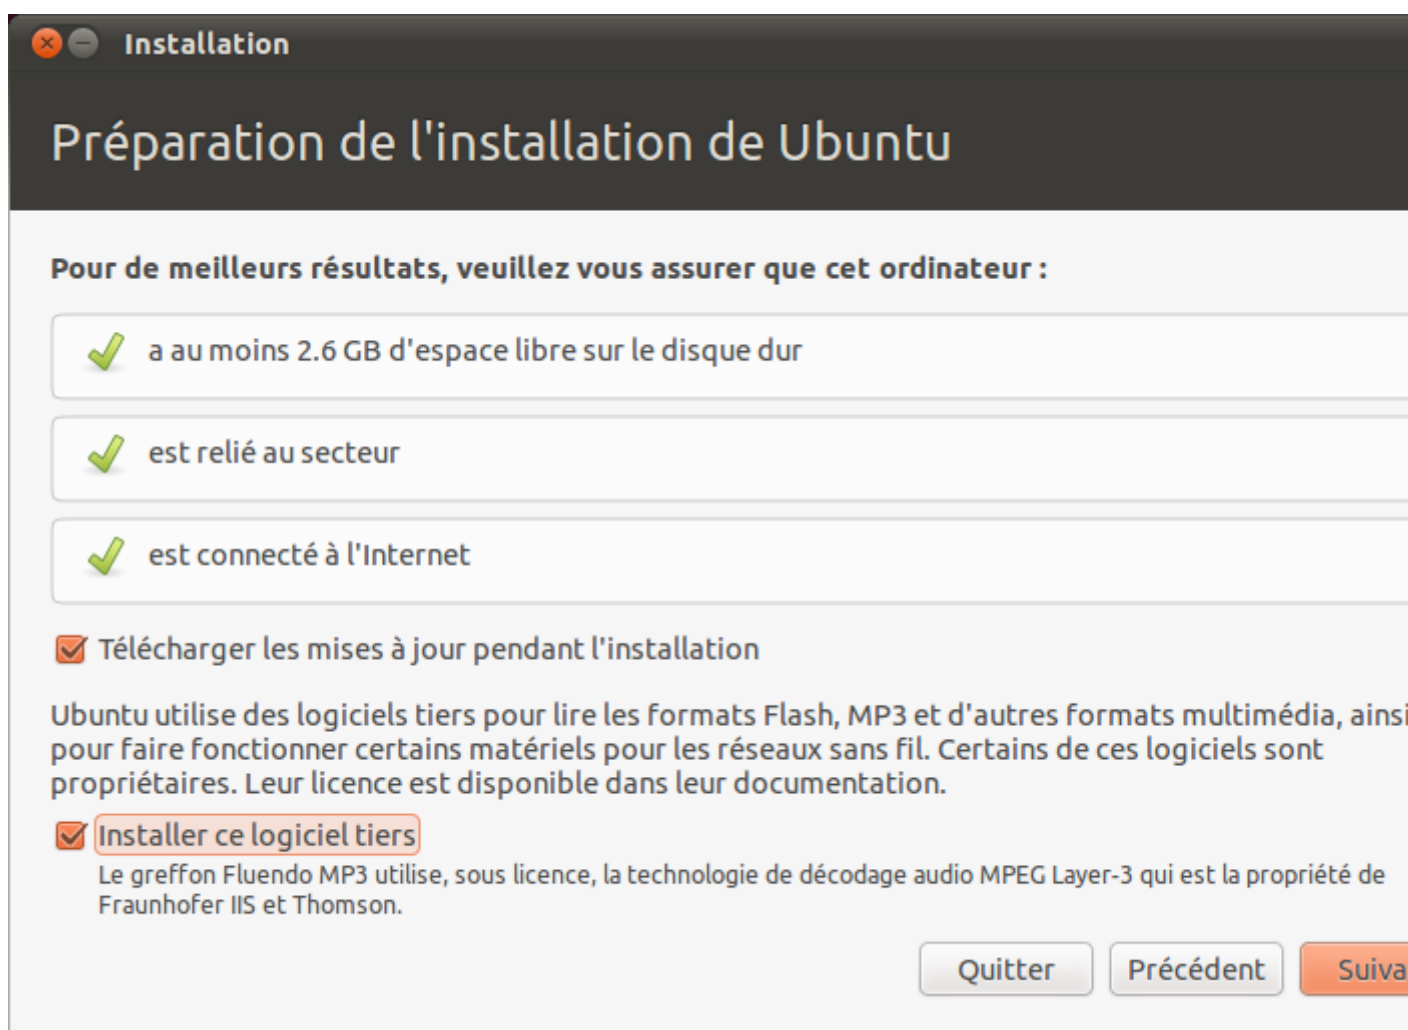 Installation
Préparation de l'installation de Ubuntu
Pour de meilleurs résultats, veuillez vous assurer que cet ordinateur :
a au moins 2.6 GB d'espace libre sur le disque dur
est relié au secteur
est connecté à l'Internet
Télécharger les mises à jour pendant l'installation
Ubuntu utilise des logiciels tiers pour lire les formats Flash, MP3 et d'autres formats multimédia, ainsi
pour faire fonctionner certains matériels pour les réseaux sans fil. Certains de ces logiciels sont
propriétaires. Leur licence est disponible dans leur documentation.
Installer ce logiciel tiers
Le greffon Fluendo MP3 utilise, sous licence, la technologie de décodage audio MPEG Layer-3 qui est la propriété de
Fraunhofer IIS et Thomson.
Quitter Précédent Suiva